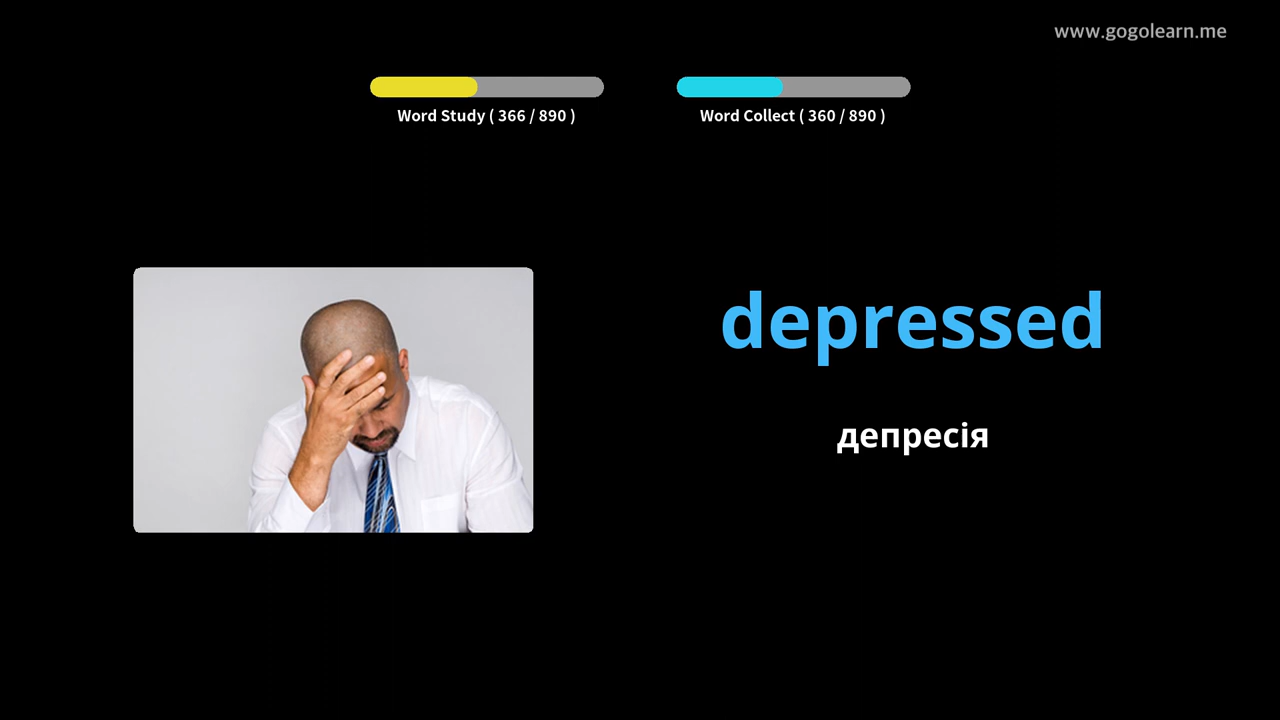 www.gogolearn.me
Word Study ( 366 / 890 )
Word Collect ( 360 / 890 )
depressed
депресія